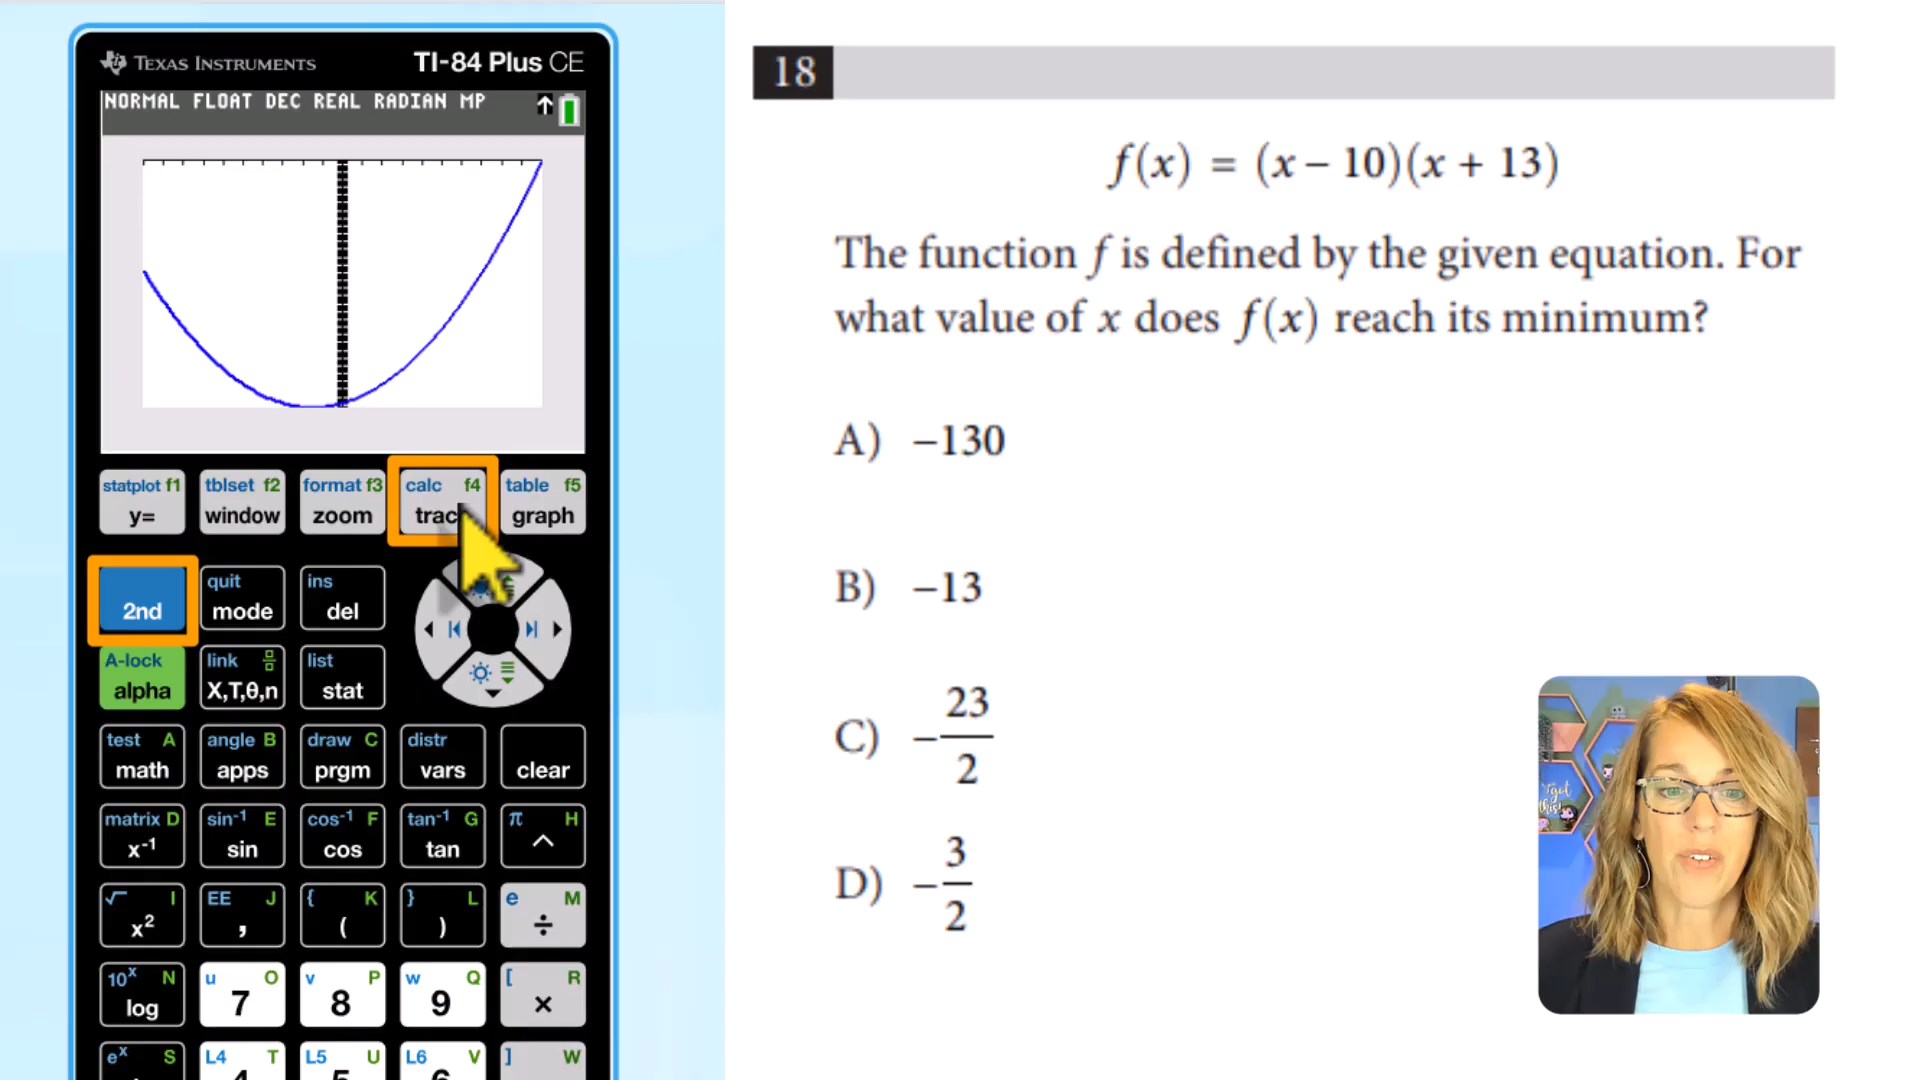 TEXAS INSTRUMENTS
TI-84 Plus CE
NORMAL FLOAT DEC REAL RADIAN MP
statplot f1 tblset f2 format f3 calc f4 table f5
y= window zoom trac graph
quit ins
2nd mode del
A-lock link list
alpha X,T,θ,n stat
test A angle B draw C distr
math apps prgm vars clear
matrix D sin⁻¹ E cos⁻¹ F tan⁻¹ G π H
x⁻¹ sin cos tan ^
√ I EE J { K } L e M
x² , ( ) ÷
10ˣ N u O v P w Q [ R
log 7 8 9 ×
eˣ S L4 T L5 U L6 V ] W
18
f(x) = (x – 10)(x + 13)
The function f is defined by the given equation. For
what value of x does f(x) reach its minimum?
A) –130
B) –13
C) –23/2
D) –3/2
you got this!